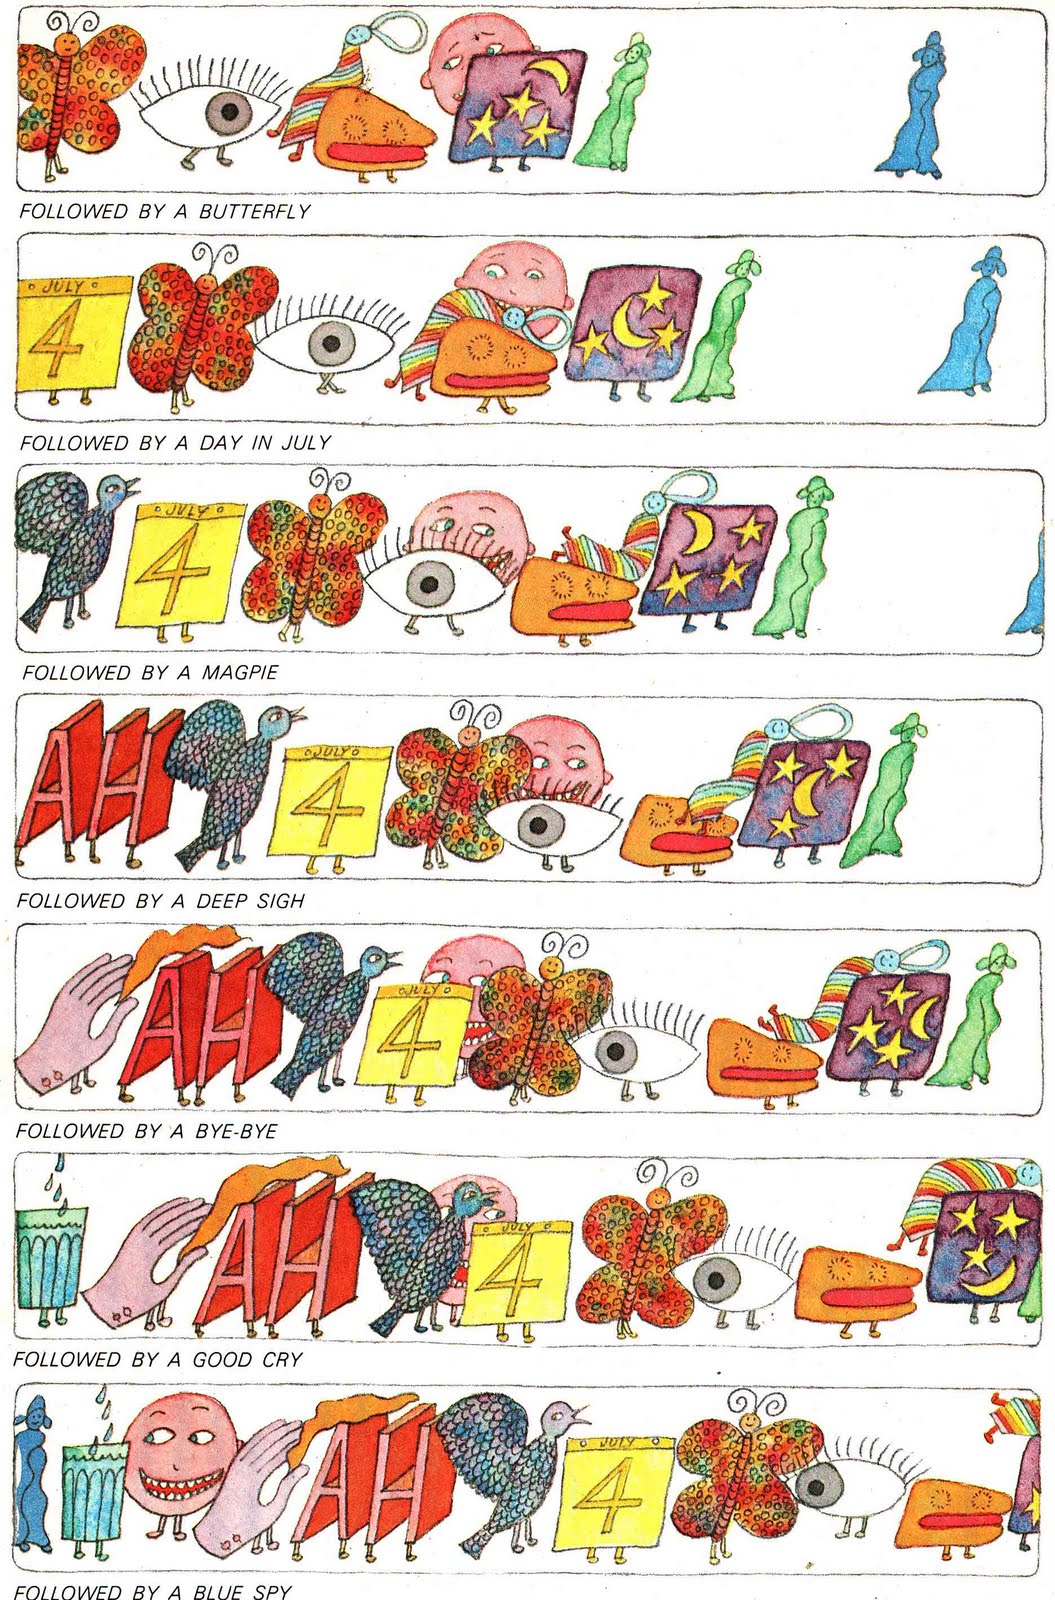 FOLLOWED BY A BUTTERFLY
JULY
4
FOLLOWED BY A DAY IN JULY
JULY
4
FOLLOWED BY A MAGPIE
AH
JULY
4
FOLLOWED BY A DEEP SIGH
AH
JULY
4
FOLLOWED BY A BYE-BYE
AH
JULY
4
FOLLOWED BY A GOOD CRY
AH
JULY
4
FOLLOWED BY A BLUE SPY